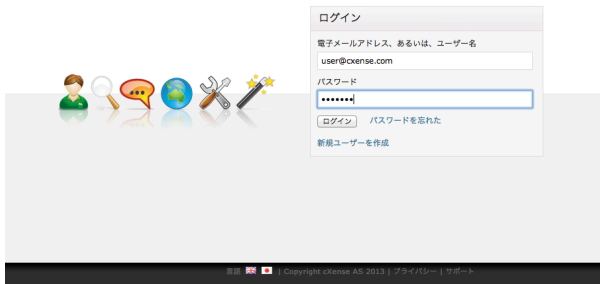 ログイン
電子メールアドレス、あるいは、ユーザー名
user@cxense.com
パスワード
•••••••
ログイン パスワードを忘れた
新規ユーザーを作成
言語 | Copyright cXense AS 2013 | プライバシー | サポート